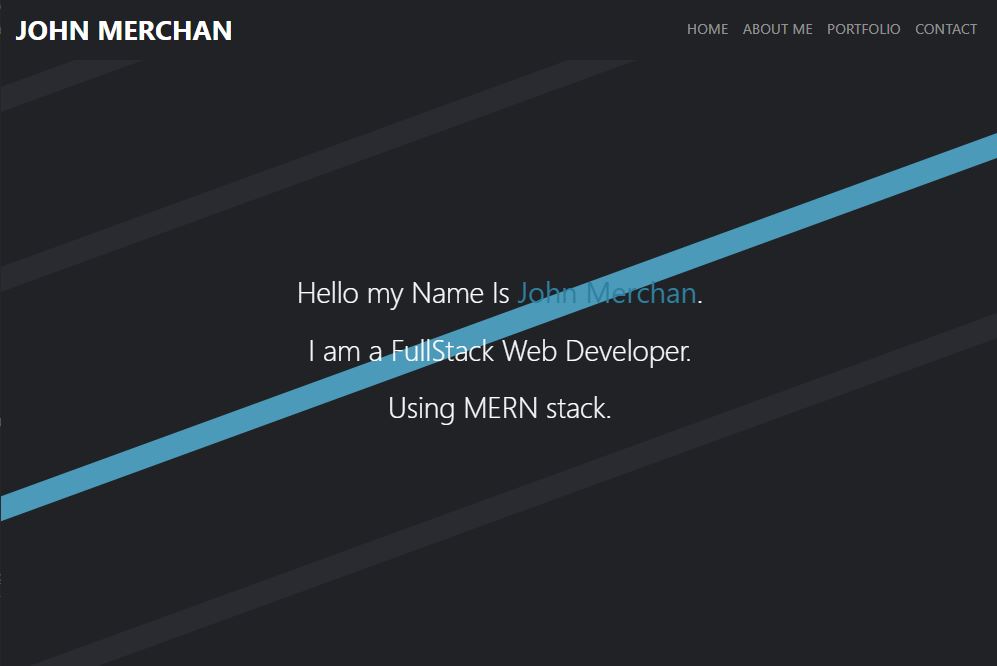 JOHN MERCHAN
HOME ABOUT ME PORTFOLIO CONTACT
Hello my Name Is John Merchan.
I am a FullStack Web Developer.
Using MERN stack.